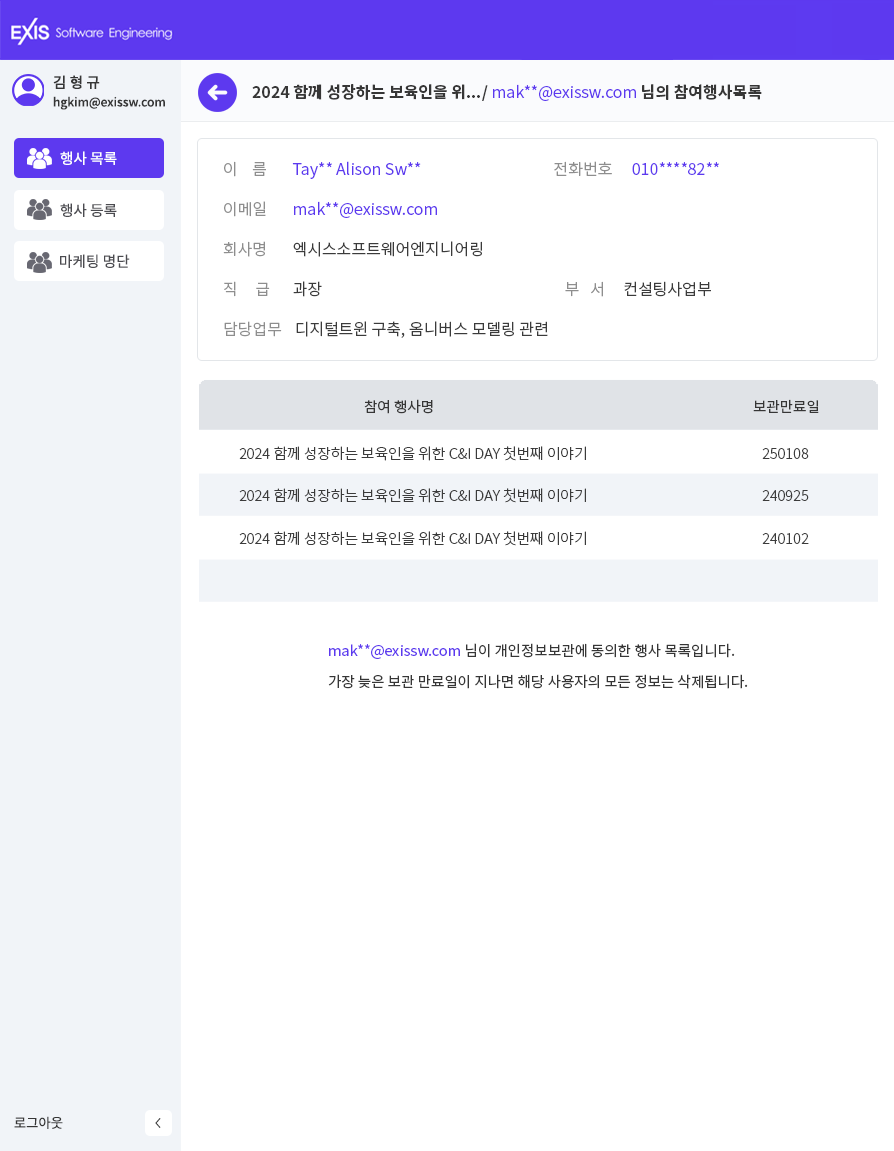 EXIS Software Engineering
김 형 규
hgkim@exissw.com
행사 목록
행사 등록
마케팅 명단
2024 함께 성장하는 보육인을 위.../ mak**@exissw.com 님의 참여행사목록
이 름 Tay** Alison Sw** 전화번호 010****82**
이메일 mak**@exissw.com
회사명 엑시스소프트웨어엔지니어링
직 급 과장 부 서 컨설팅사업부
담당업무 디지털트윈 구축, 옴니버스 모델링 관련
참여 행사명 보관만료일
2024 함께 성장하는 보육인을 위한 C&I DAY 첫번째 이야기 250108
2024 함께 성장하는 보육인을 위한 C&I DAY 첫번째 이야기 240925
2024 함께 성장하는 보육인을 위한 C&I DAY 첫번째 이야기 240102
mak**@exissw.com 님이 개인정보보관에 동의한 행사 목록입니다.
가장 늦은 보관 만료일이 지나면 해당 사용자의 모든 정보는 삭제됩니다.
로그아웃